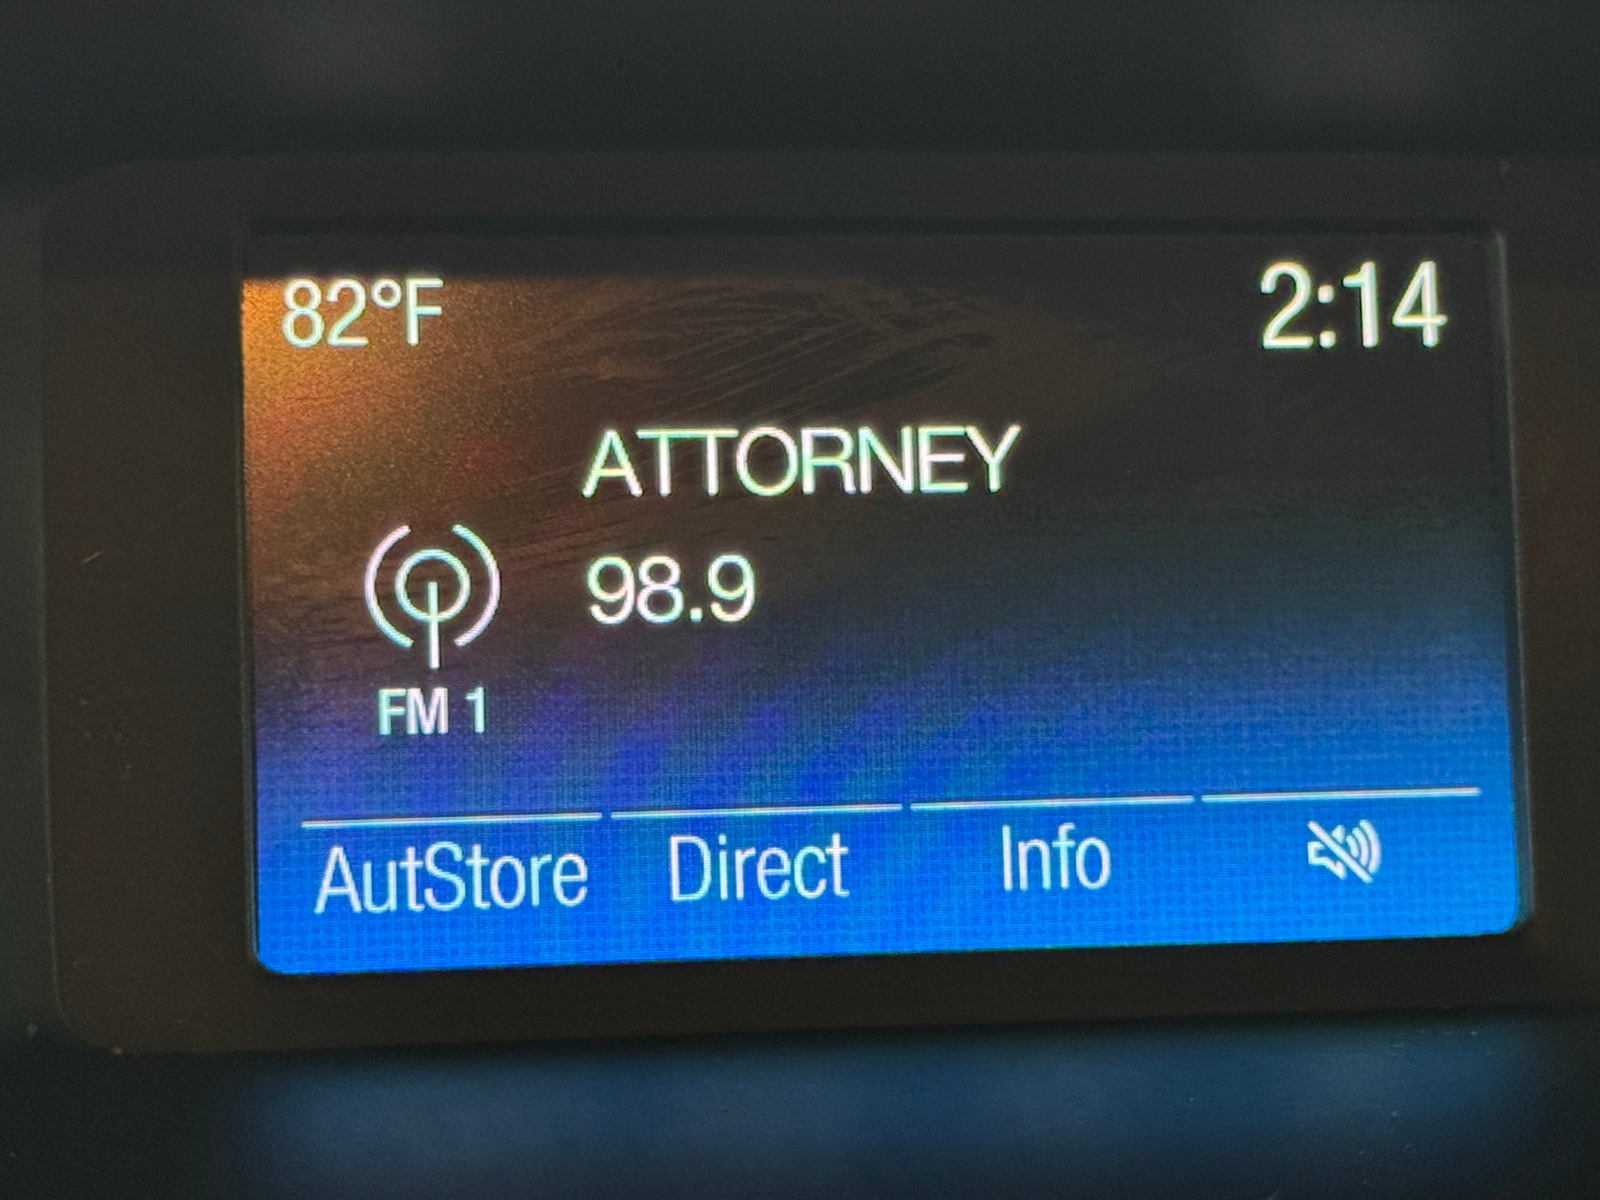 82°F
2:14
ATTORNEY
98.9
FM 1
AutStore
Direct
Info